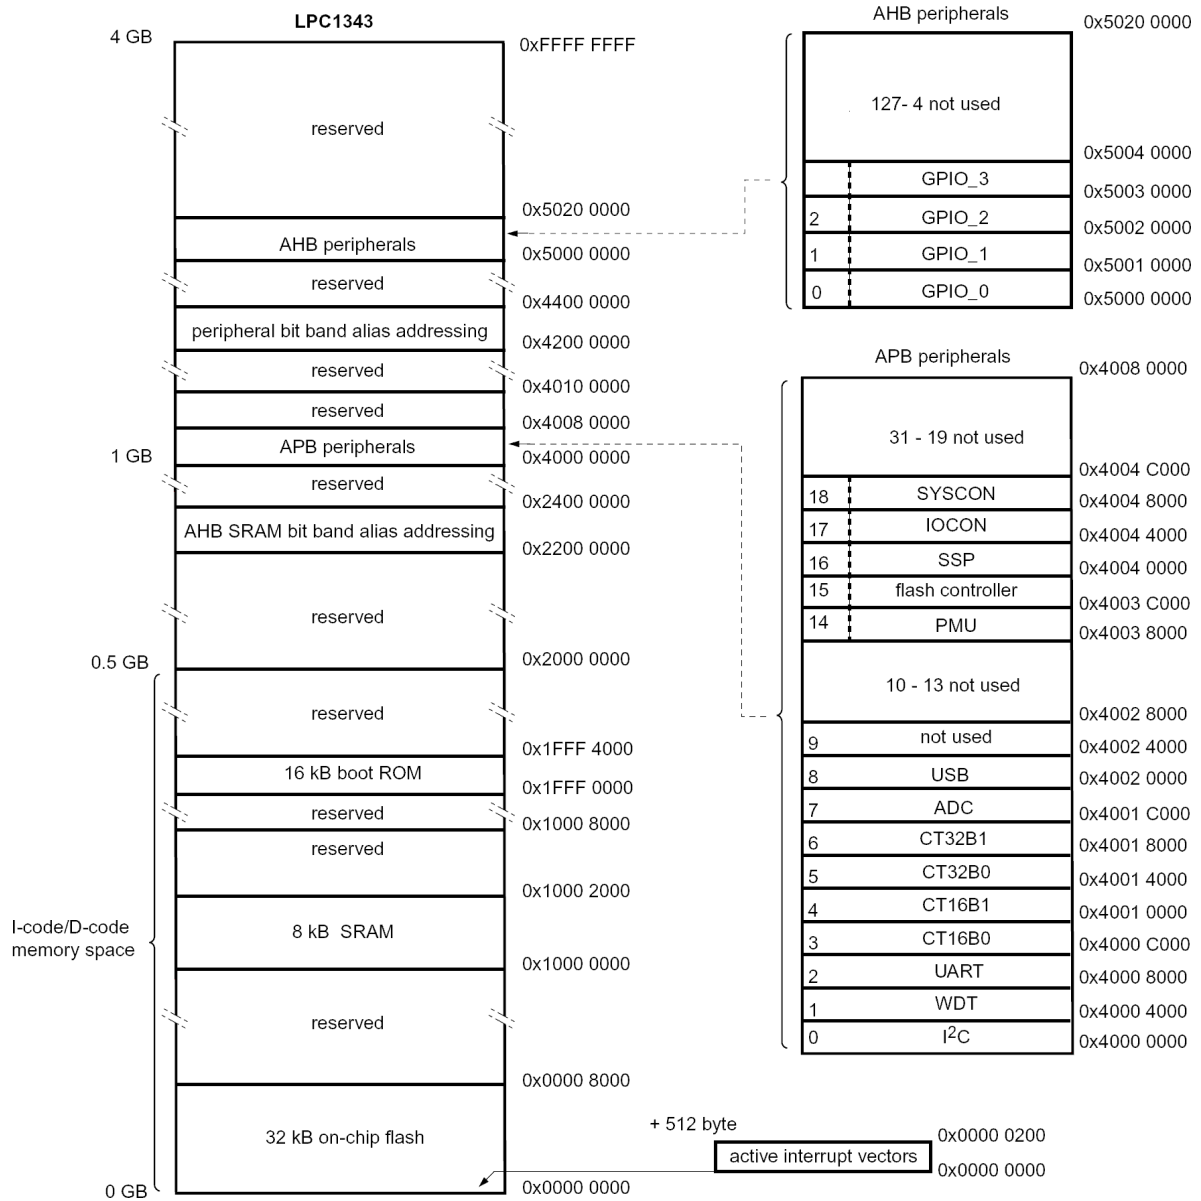 LPC1343
4 GB
0xFFFF FFFF
reserved
0x5020 0000
AHB peripherals
0x5000 0000
reserved
0x4400 0000
peripheral bit band alias addressing
0x4200 0000
reserved
0x4010 0000
reserved
0x4008 0000
APB peripherals
1 GB
0x4000 0000
reserved
0x2400 0000
AHB SRAM bit band alias addressing
0x2200 0000
reserved
0.5 GB
0x2000 0000
reserved
0x1FFF 4000
16 kB boot ROM
0x1FFF 0000
reserved
0x1000 8000
reserved
0x1000 2000
I-code/D-code
memory space
8 kB SRAM
0x1000 0000
reserved
0x0000 8000
32 kB on-chip flash
0 GB
0x0000 0000
AHB peripherals
0x5020 0000
127- 4 not used
0x5004 0000
GPIO_3
0x5003 0000
2 GPIO_2
0x5002 0000
1 GPIO_1
0x5001 0000
0 GPIO_0
0x5000 0000
APB peripherals
0x4008 0000
31 - 19 not used
0x4004 C000
18 SYSCON
0x4004 8000
17 IOCON
0x4004 4000
16 SSP
0x4004 0000
15 flash controller
0x4003 C000
14 PMU
0x4003 8000
10 - 13 not used
0x4002 8000
9 not used
0x4002 4000
8 USB
0x4002 0000
7 ADC
0x4001 C000
6 CT32B1
0x4001 8000
5 CT32B0
0x4001 4000
4 CT16B1
0x4001 0000
3 CT16B0
0x4000 C000
2 UART
0x4000 8000
1 WDT
0x4000 4000
0 I²C
0x4000 0000
+ 512 byte
0x0000 0200
active interrupt vectors
0x0000 0000